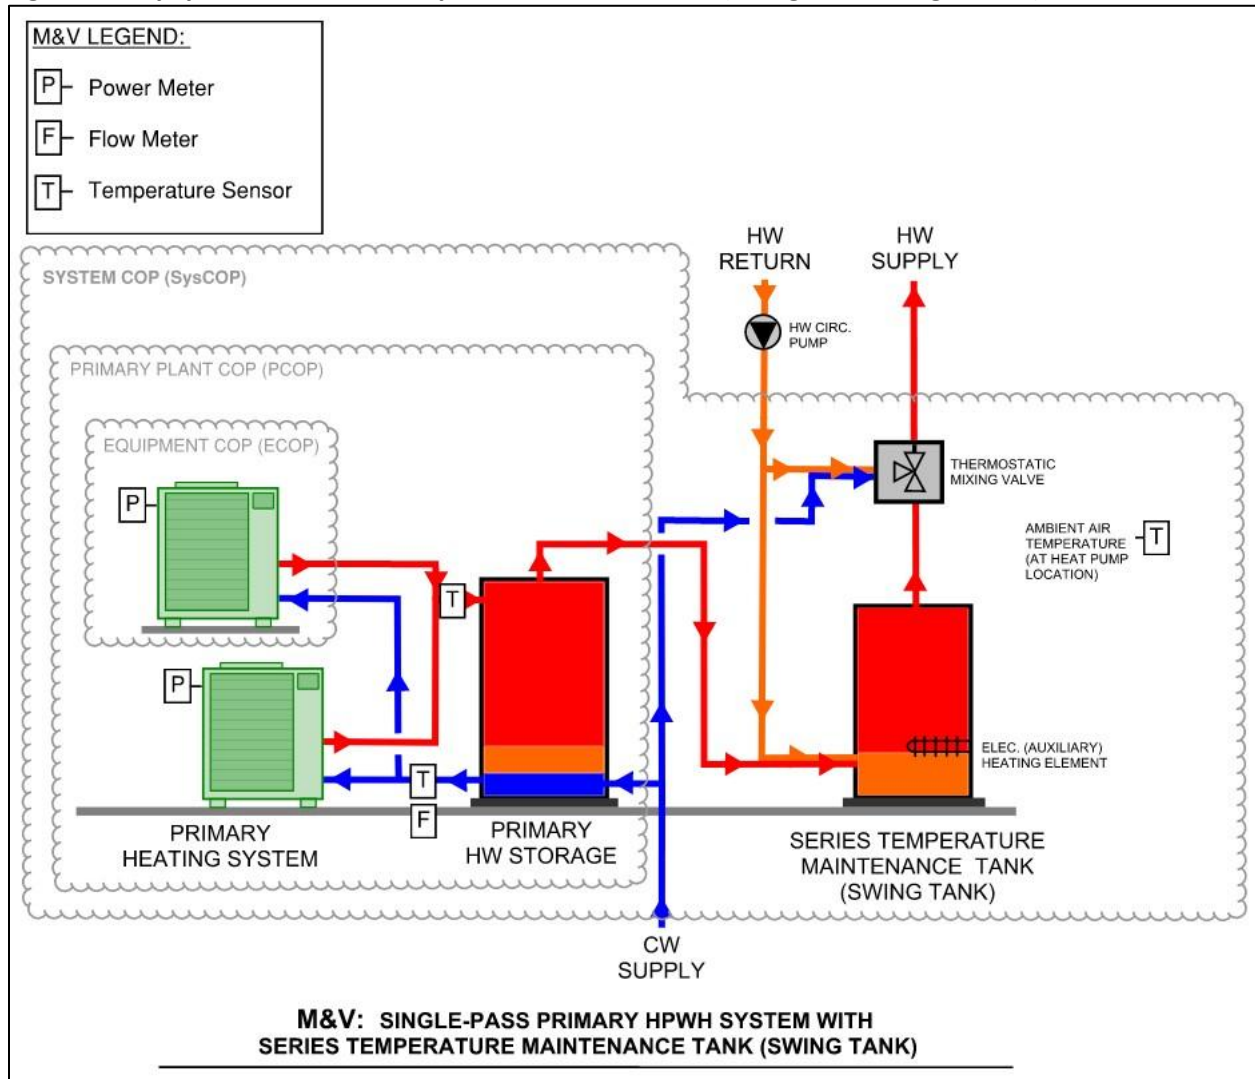 M&V LEGEND:
P Power Meter
F Flow Meter
T Temperature Sensor
SYSTEM COP (SysCOP)
HW
RETURN
HW
SUPPLY
HW CIRC.
PUMP
PRIMARY PLANT COP (PCOP)
EQUIPMENT COP (ECOP)
P
THERMOSTATIC
MIXING VALVE
AMBIENT AIR
TEMPERATURE
(AT HEAT PUMP
LOCATION)
T
T
P
ELEC. (AUXILIARY)
HEATING ELEMENT
T
F
PRIMARY
HEATING SYSTEM
PRIMARY
HW STORAGE
SERIES TEMPERATURE
MAINTENANCE TANK
(SWING TANK)
CW
SUPPLY
M&V: SINGLE-PASS PRIMARY HPWH SYSTEM WITH
SERIES TEMPERATURE MAINTENANCE TANK (SWING TANK)